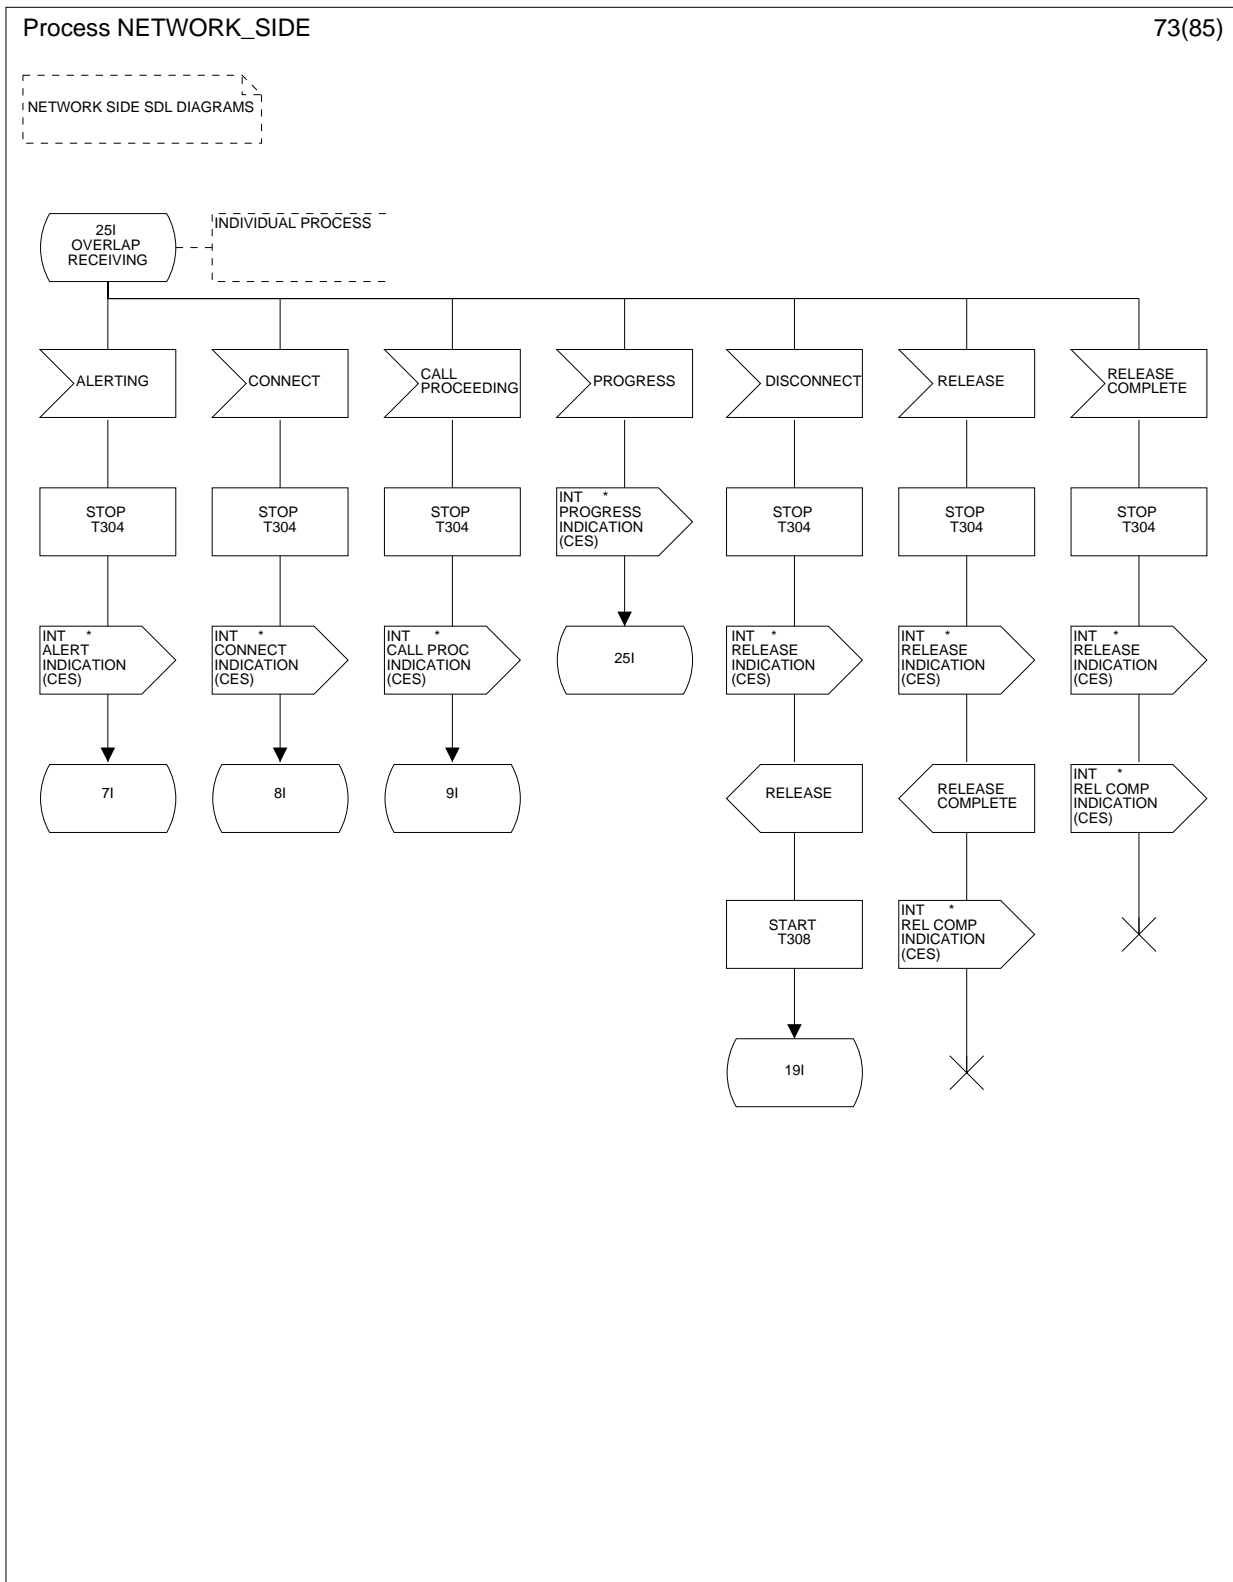 Process NETWORK_SIDE
73(85)
NETWORK SIDE SDL DIAGRAMS
25I
OVERLAP
RECEIVING
INDIVIDUAL PROCESS
ALERTING
CONNECT
CALL
PROCEEDING
PROGRESS
DISCONNECT
RELEASE
RELEASE
COMPLETE
STOP
T304
STOP
T304
STOP
T304
INT *
PROGRESS
INDICATION
(CES)
STOP
T304
STOP
T304
STOP
T304
INT *
ALERT
INDICATION
(CES)
INT *
CONNECT
INDICATION
(CES)
INT *
CALL PROC
INDICATION
(CES)
25I
INT *
RELEASE
INDICATION
(CES)
INT *
RELEASE
INDICATION
(CES)
INT *
RELEASE
INDICATION
(CES)
7I
8I
9I
RELEASE
RELEASE
COMPLETE
INT *
REL COMP
INDICATION
(CES)
START
T308
INT *
REL COMP
INDICATION
(CES)
19I